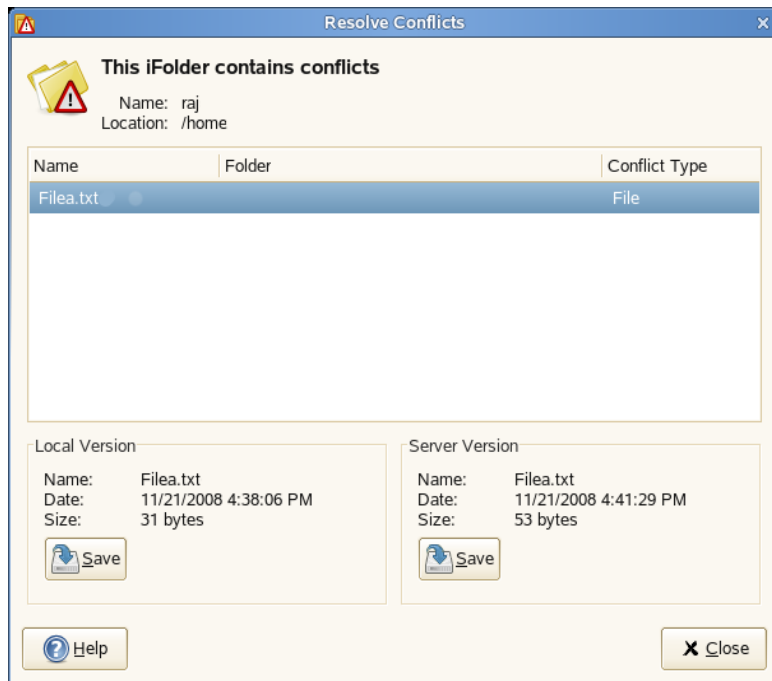 Resolve Conflicts
This iFolder contains conflicts
Name: raj
Location: /home
Name Folder Conflict Type
Filea.txt File
Local Version
Name: Filea.txt
Date: 11/21/2008 4:38:06 PM
Size: 31 bytes
Save
Server Version
Name: Filea.txt
Date: 11/21/2008 4:41:29 PM
Size: 53 bytes
Save
Help
Close